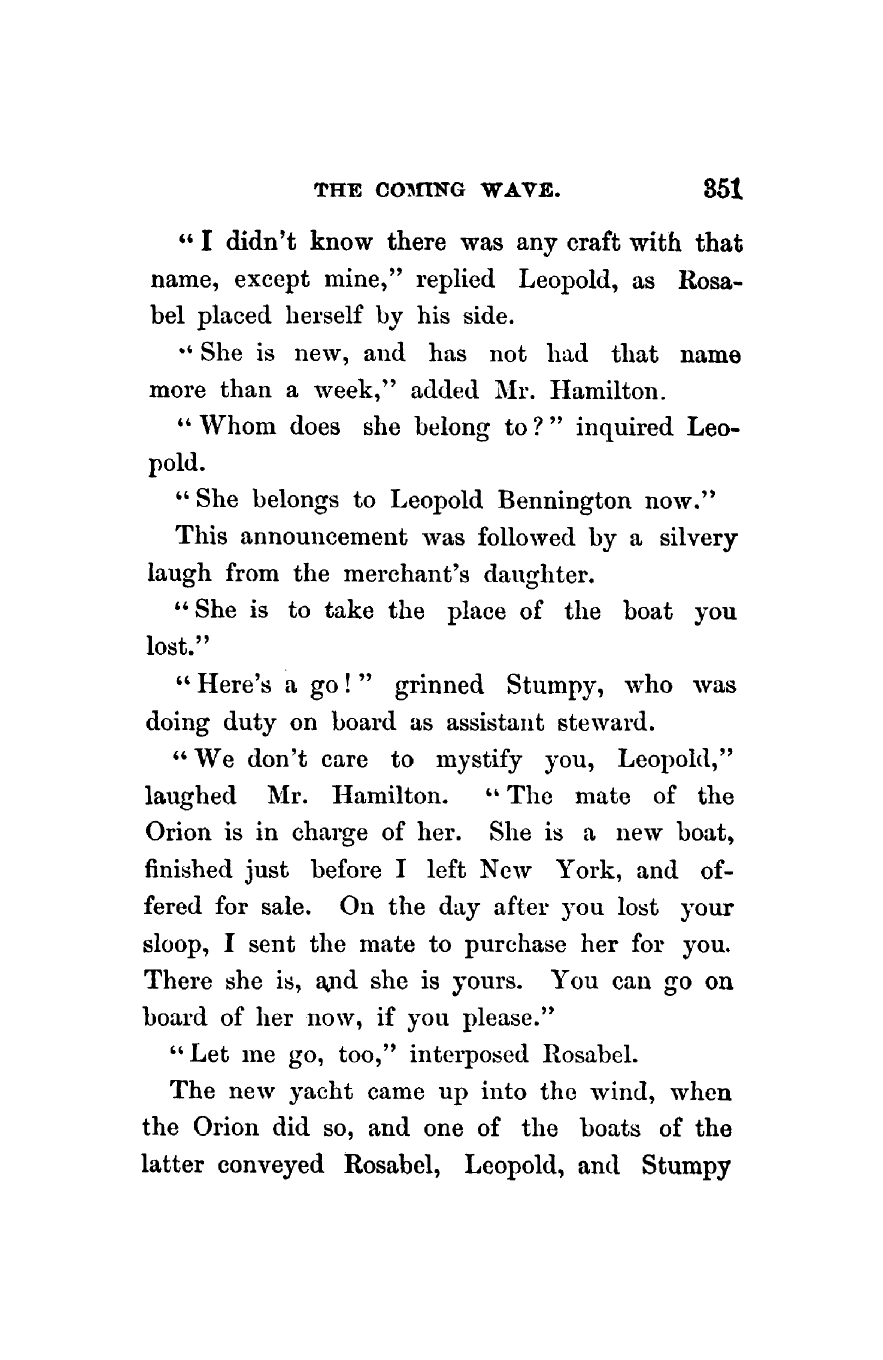 THE COMING WAVE. 351
“I didn’t know there was any craft with that
name, except mine,” replied Leopold, as Rosa-
bel placed herself by his side.
“She is new, and has not had that name
more than a week,” added Mr. Hamilton.
“Whom does she belong to?” inquired Leo-
pold.
“She belongs to Leopold Bennington now.”
This announcement was followed by a silvery
laugh from the merchant’s daughter.
“She is to take the place of the boat you
lost.”
“Here’s a go!” grinned Stumpy, who was
doing duty on board as assistant steward.
“We don’t care to mystify you, Leopold,”
laughed Mr. Hamilton. “The mate of the
Orion is in charge of her. She is a new boat,
finished just before I left New York, and of-
fered for sale. On the day after you lost your
sloop, I sent the mate to purchase her for you.
There she is, and she is yours. You can go on
board of her now, if you please.”
“Let me go, too,” interposed Rosabel.
The new yacht came up into the wind, when
the Orion did so, and one of the boats of the
latter conveyed Rosabel, Leopold, and Stumpy